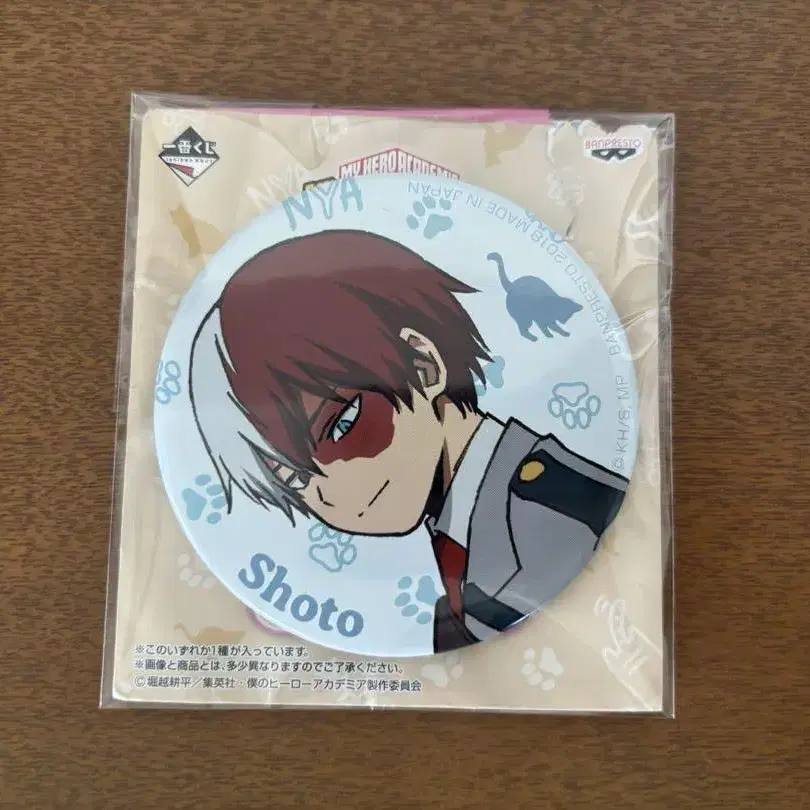 一番くじ
BANPRESTO
MY HERO ACADEMIA
NYA
©KH/S, MP BANPRESTO 2018 MADE IN JAPAN
Shoto
※このいずれか1種が入っています。
※画像と商品とは、多少異なりますのでご了承ください。
©堀越耕平／集英社・僕のヒーローアカデミア製作委員会